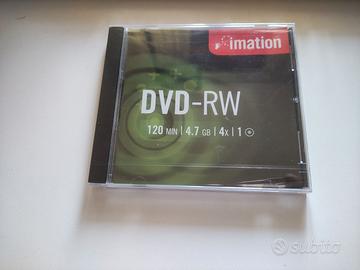 imation
DVD-RW
120 MIN | 4.7 GB | 4x | 1
subito